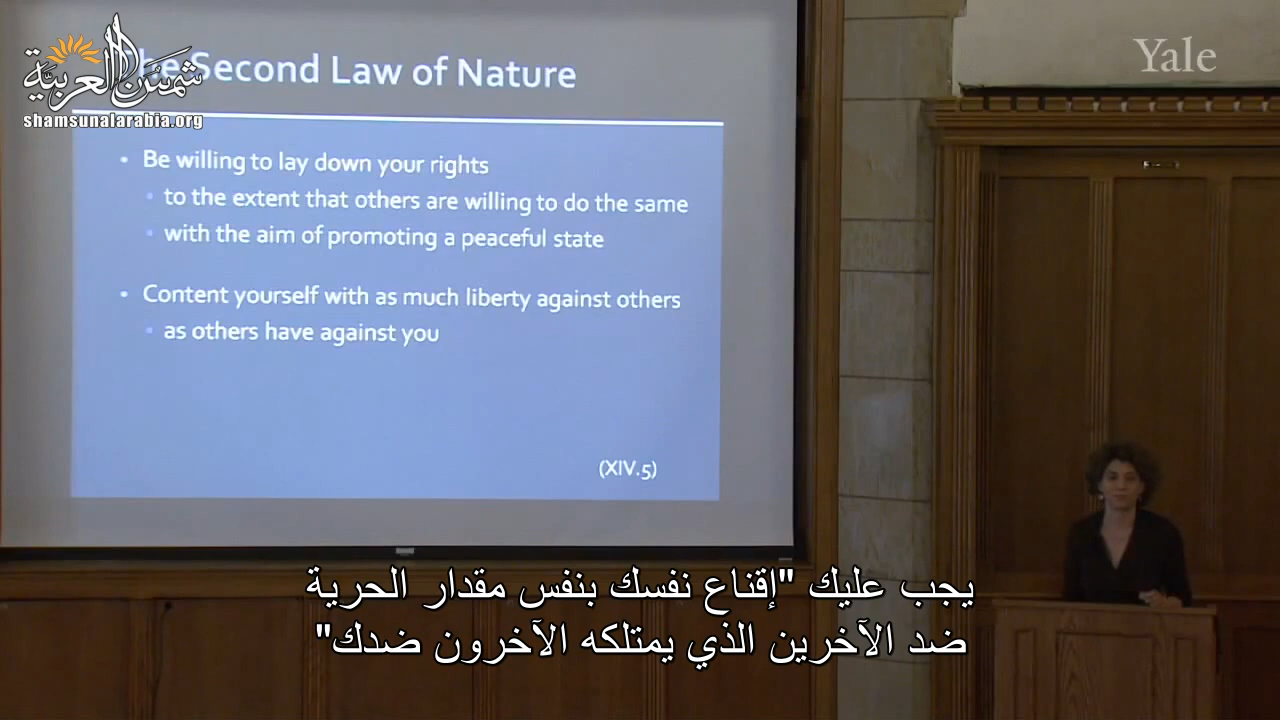 شمس العربية
shamsunalarabia.org
Yale
The Second Law of Nature
• Be willing to lay down your rights
▪ to the extent that others are willing to do the same
▪ with the aim of promoting a peaceful state
• Content yourself with as much liberty against others
▪ as others have against you
(XIV.5)
يجب عليك "إقناع نفسك بنفس مقدار الحرية
ضد الآخرين الذي يمتلكه الآخرون ضدك"